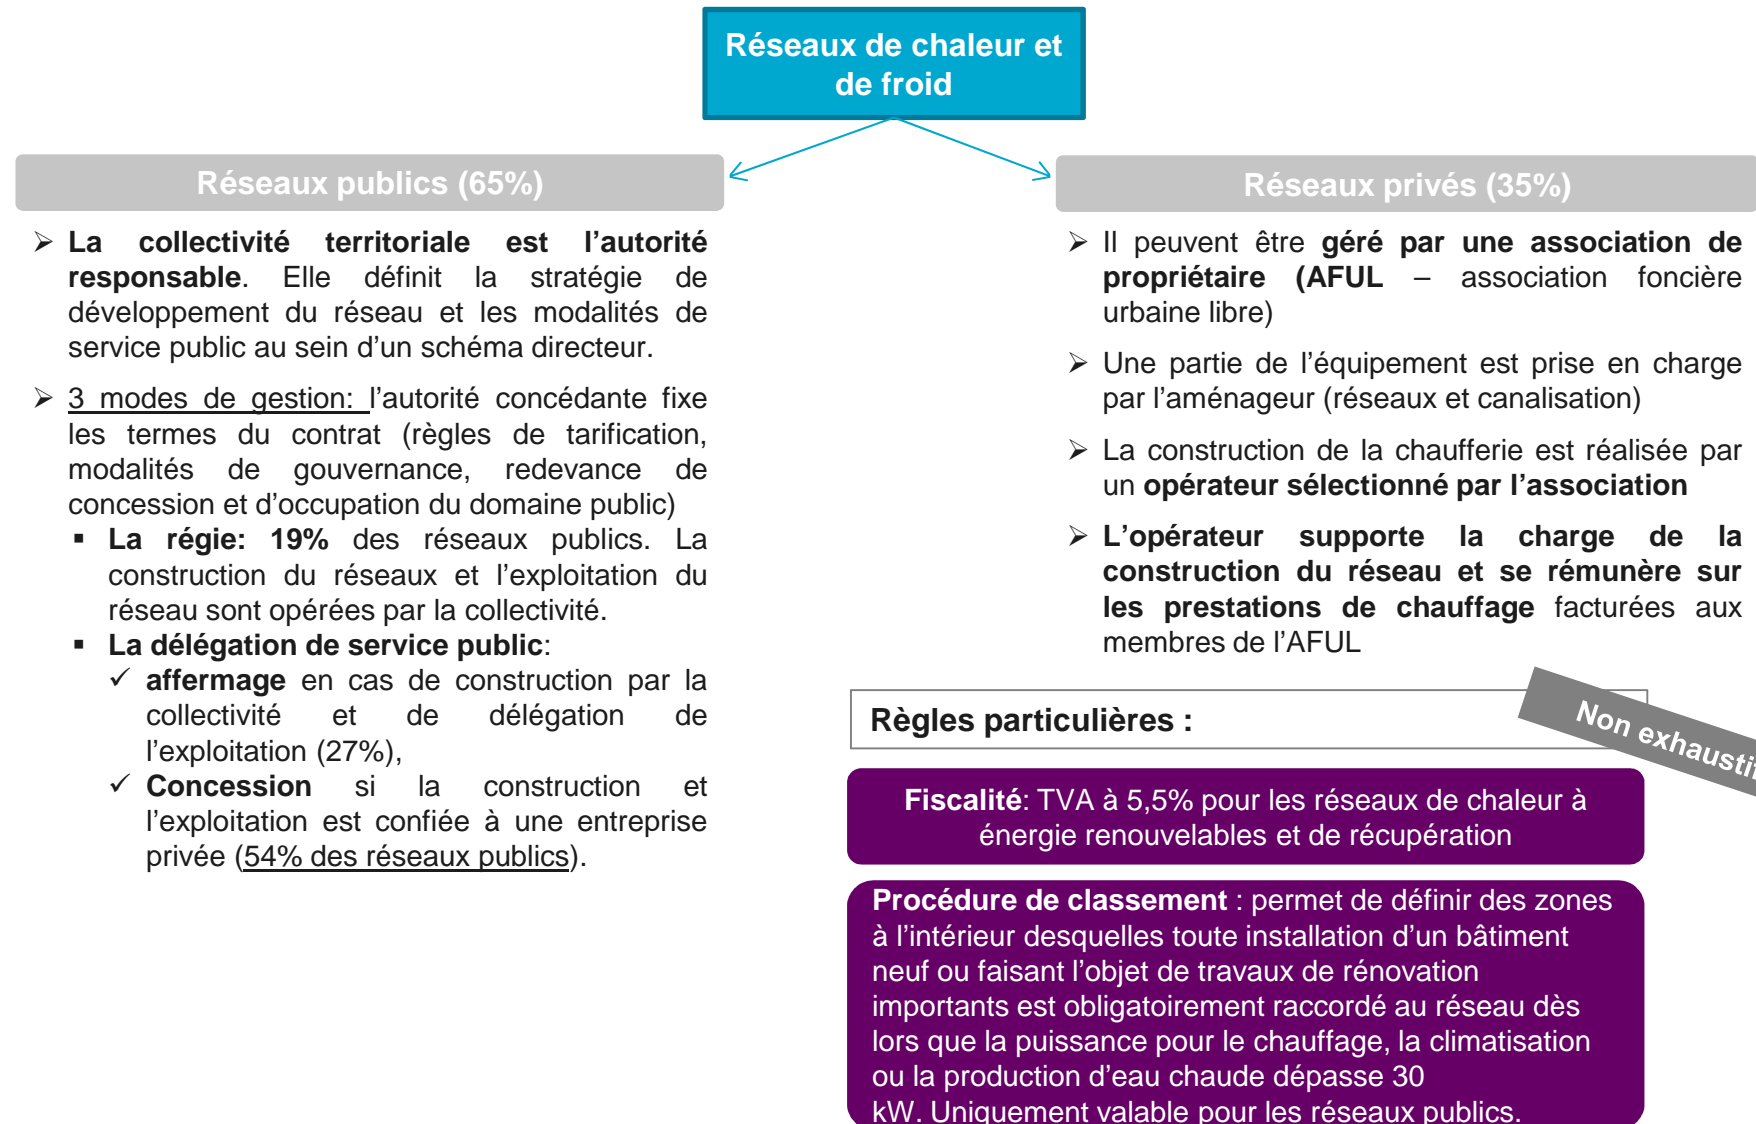 Réseaux de chaleur et
de froid
Réseaux publics (65%)
➢ La collectivité territoriale est l’autorité
responsable. Elle définit la stratégie de
développement du réseau et les modalités de
service public au sein d’un schéma directeur.
➢ 3 modes de gestion: l’autorité concédante fixe
les termes du contrat (règles de tarification,
modalités de gouvernance, redevance de
concession et d’occupation du domaine public)
▪ La régie: 19% des réseaux publics. La
construction du réseaux et l’exploitation du
réseau sont opérées par la collectivité.
▪ La délégation de service public:
✓ affermage en cas de construction par la
collectivité et de délégation de
l’exploitation (27%),
✓ Concession si la construction et
l’exploitation est confiée à une entreprise
privée (54% des réseaux publics).
Réseaux privés (35%)
➢ Il peuvent être géré par une association de
propriétaire (AFUL – association foncière
urbaine libre)
➢ Une partie de l’équipement est prise en charge
par l’aménageur (réseaux et canalisation)
➢ La construction de la chaufferie est réalisée par
un opérateur sélectionné par l’association
➢ L’opérateur supporte la charge de la
construction du réseau et se rémunère sur
les prestations de chauffage facturées aux
membres de l’AFUL
Règles particulières :
Non exhaustif
Fiscalité: TVA à 5,5% pour les réseaux de chaleur à
énergie renouvelables et de récupération
Procédure de classement : permet de définir des zones
à l’intérieur desquelles toute installation d’un bâtiment
neuf ou faisant l’objet de travaux de rénovation
importants est obligatoirement raccordé au réseau dès
lors que la puissance pour le chauffage, la climatisation
ou la production d’eau chaude dépasse 30
kW. Uniquement valable pour les réseaux publics.